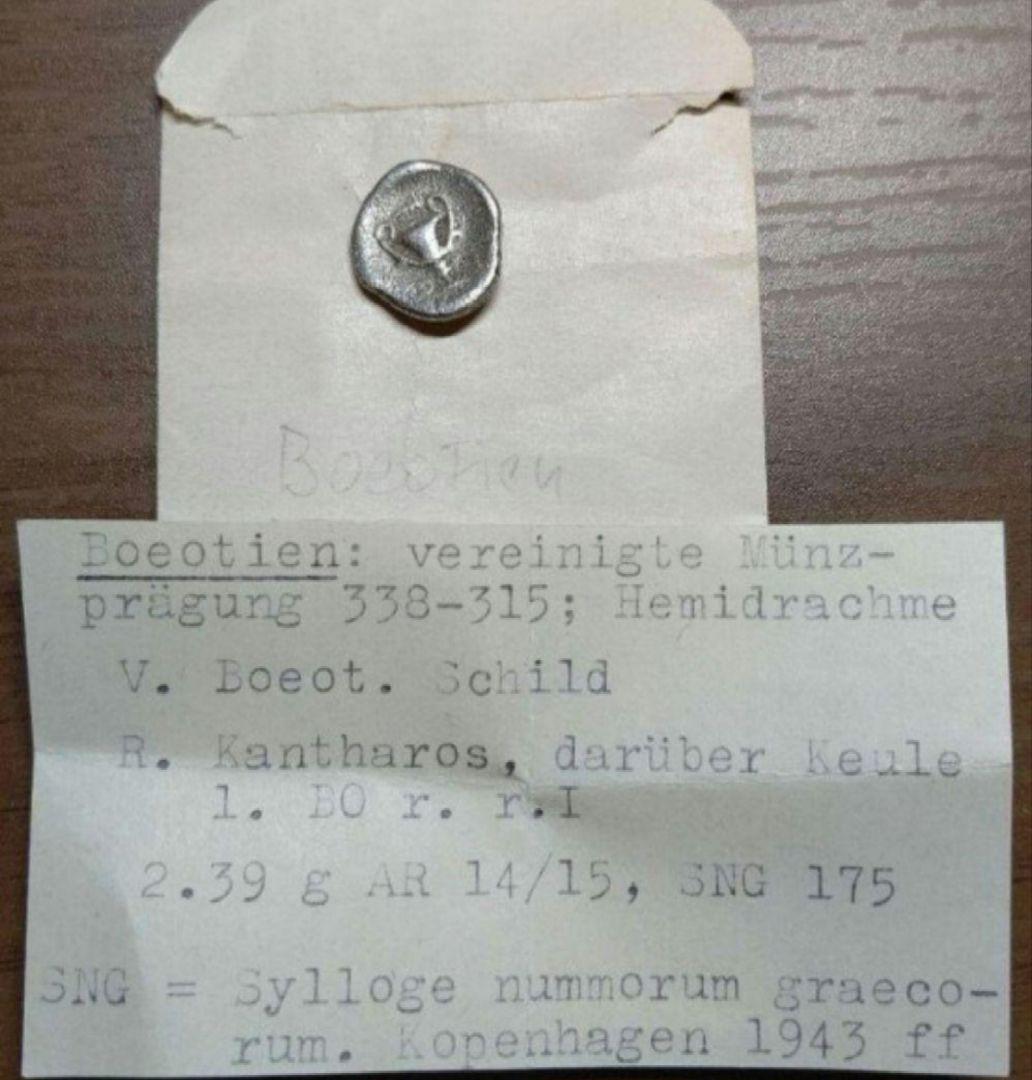 Boeotien
Boeotien: vereinigte Münz-
prägung 338-315; Hemidrachme
V. Boeot. Schild
R. Kantharos, darüber Keule
l. BO r. r.I
2.39 g AR 14/15, SNG 175
SNG = Sylloge nummorum graeco-
rum. Kopenhagen 1943 ff